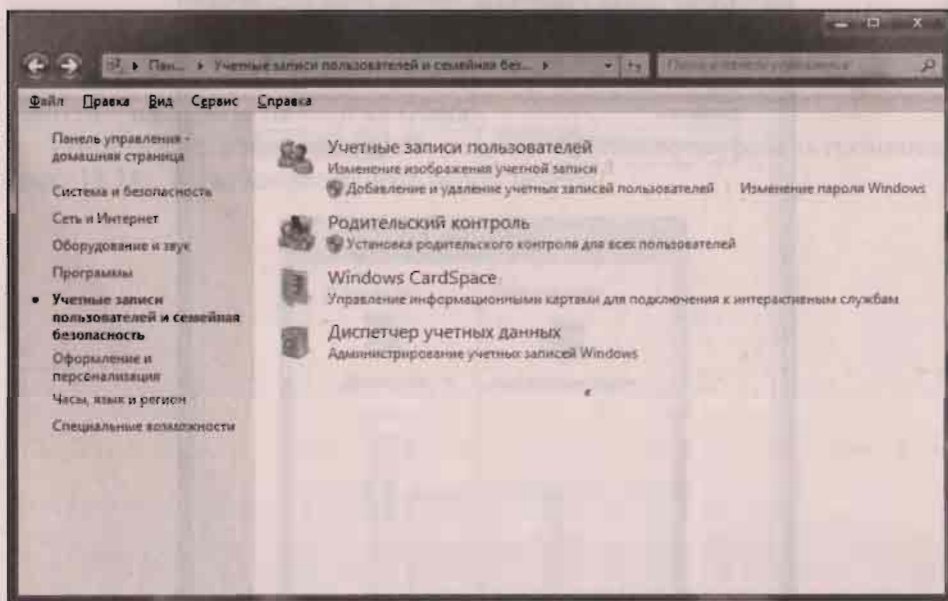 Пан... Учетные записи пользователей и семейная без...
Поиск в панели управления
Файл Правка Вид Сервис Справка
Панель управления -
домашняя страница
Система и безопасность
Сеть и Интернет
Оборудование и звук
Программы
Учетные записи
пользователей и семейная
безопасность
Оформление и
персонализация
Часы, язык и регион
Специальные возможности
Учетные записи пользователей
Изменение изображения учетной записи
Добавление и удаление учетных записей пользователей | Изменение пароля Windows
Родительский контроль
Установка родительского контроля для всех пользователей
Windows CardSpace
Управление информационными картами для подключения к интерактивным службам
Диспетчер учетных данных
Администрирование учетных записей Windows